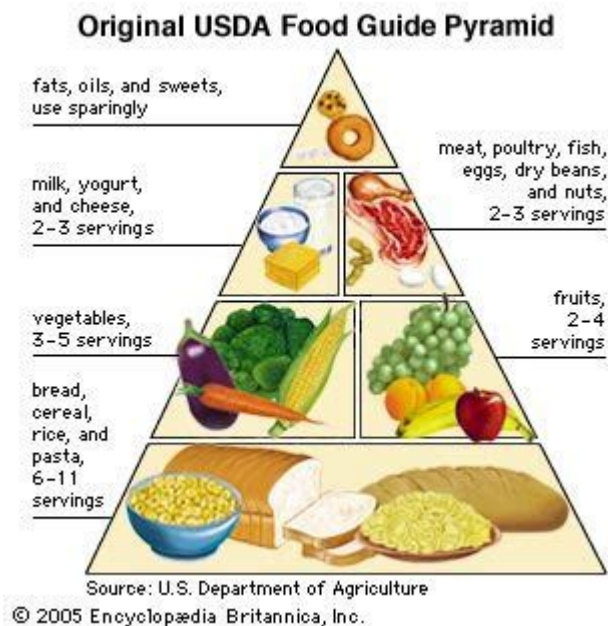 Original USDA Food Guide Pyramid
fats, oils, and sweets,
use sparingly
meat, poultry, fish,
eggs, dry beans,
and nuts,
2-3 servings
milk, yogurt,
and cheese,
2-3 servings
fruits,
2-4
servings
vegetables,
3-5 servings
bread,
cereal,
rice, and
pasta,
6-11
servings
Source: U.S. Department of Agriculture
© 2005 Encyclopædia Britannica, Inc.